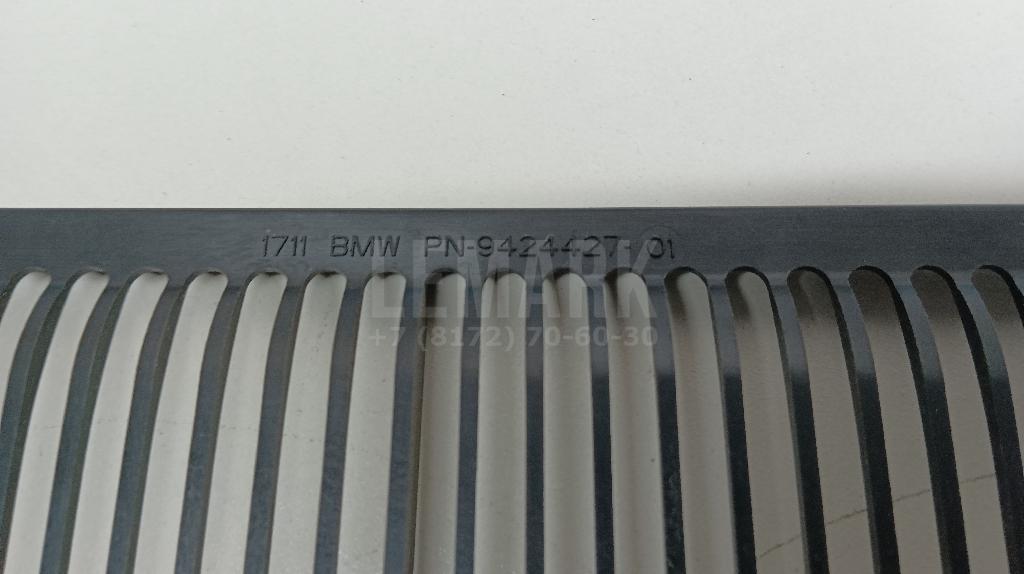 1711 BMW PN-9424427-01
LEMARK
+7 (8172) 70-60-30